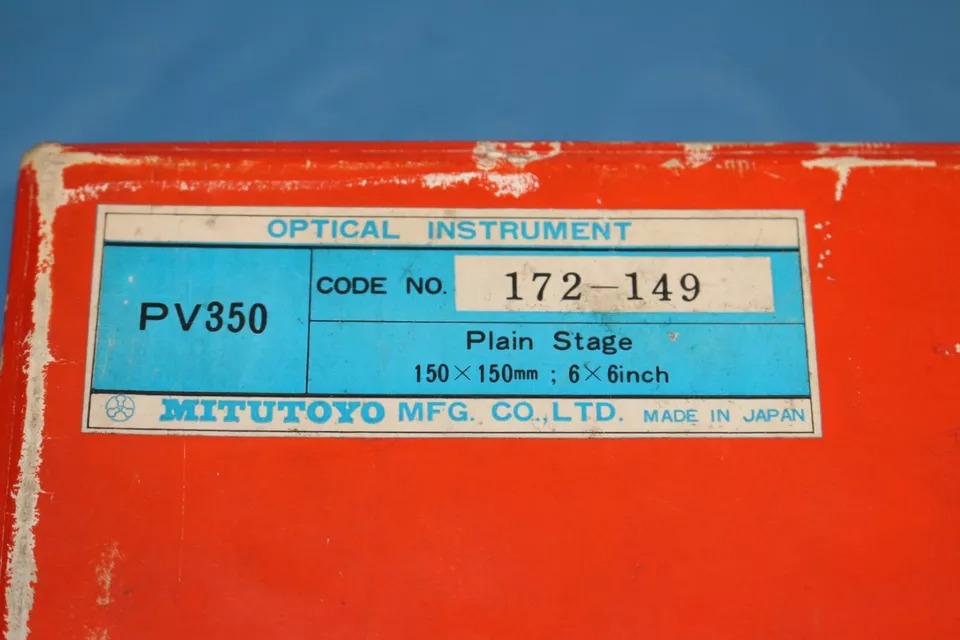 OPTICAL INSTRUMENT
PV350
CODE NO. 172-149
Plain Stage
150×150mm ; 6×6inch
MITUTOYO MFG. CO.,LTD. MADE IN JAPAN